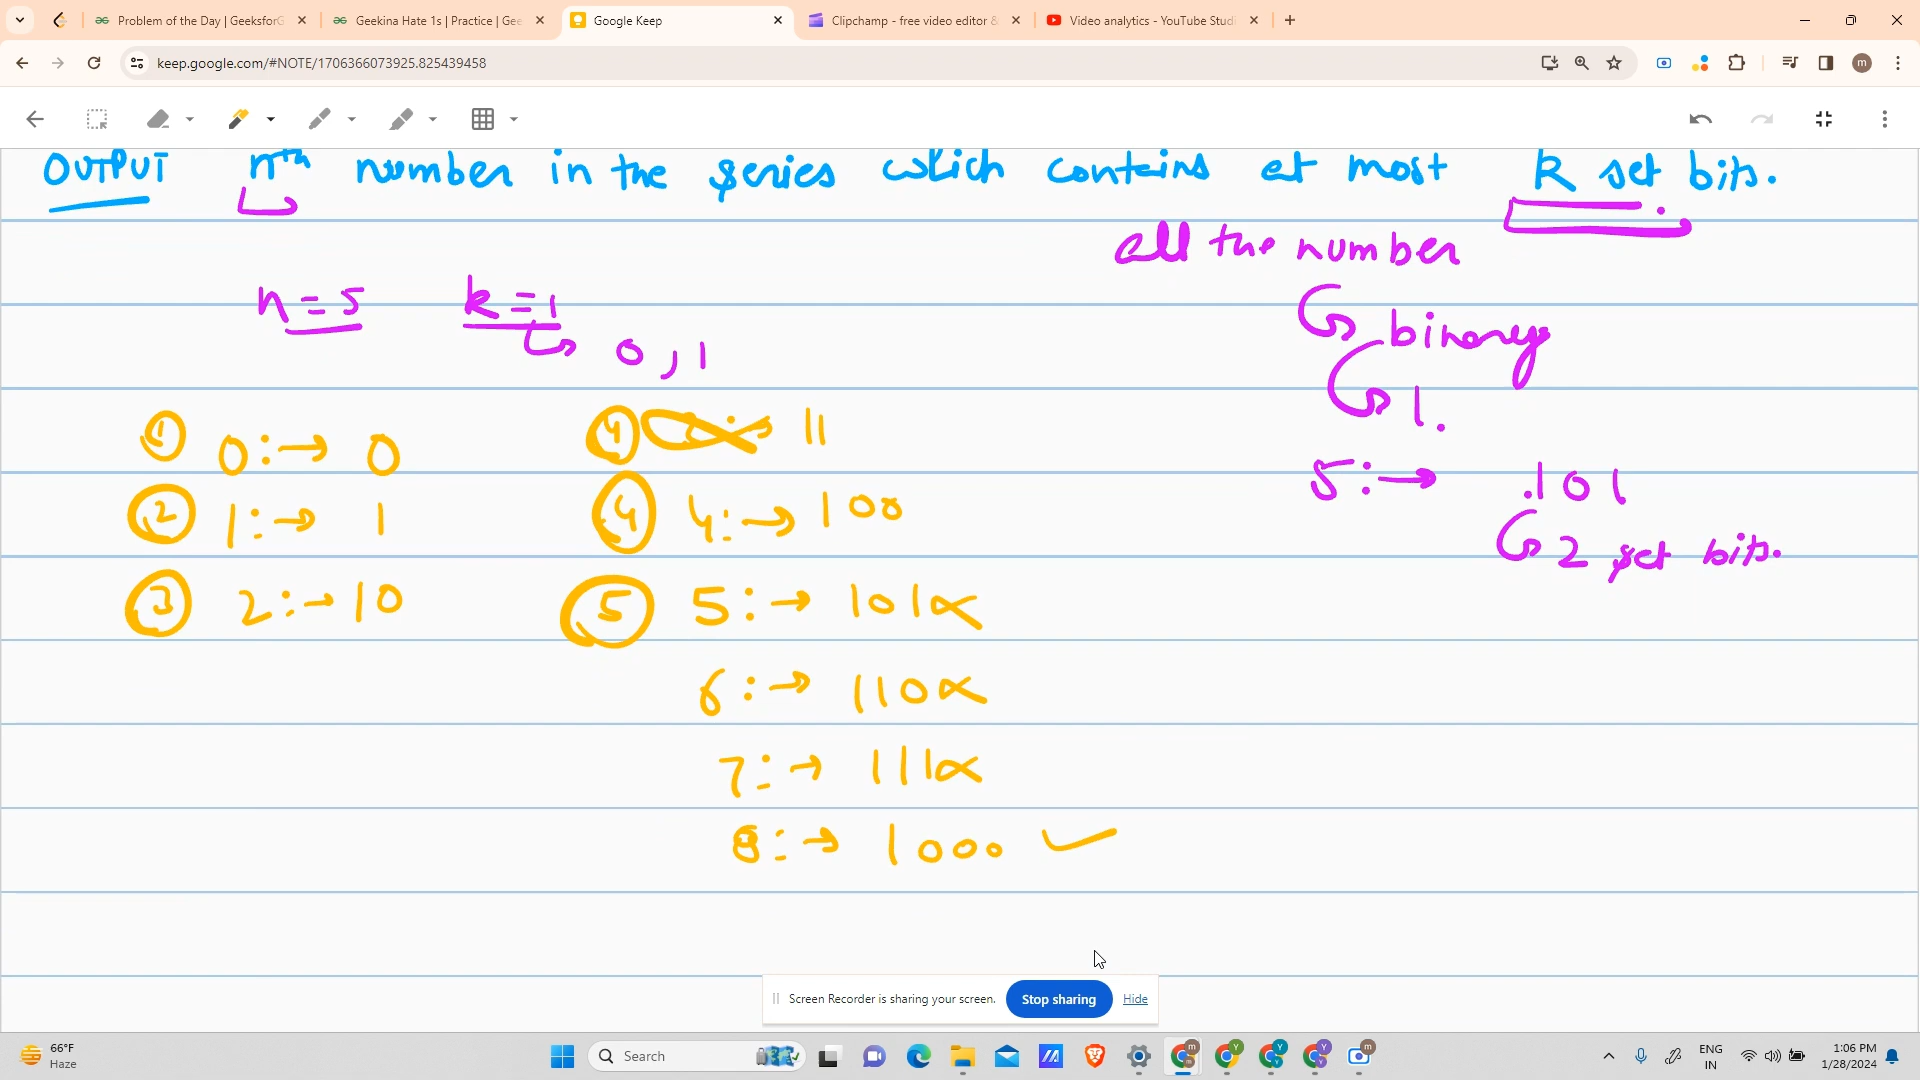 Problem of the Day | GeeksforG
Geekina Hate 1s | Practice | Gee
Google Keep
Clipchamp - free video editor &
Video analytics - YouTube Studi
keep.google.com/#NOTE/1706366073925.825439458
OUTPUT nth number in the series which contains at most k set bits.
all the number
n=5 k=1
0, 1
binary
1.
① 0:→ 0
④ 11
5:→ 101
② 1:→ 1
④ 4:→ 100
2 set bits.
③ 2:→10
⑤ 5:→ 101x
6:→ 110x
7:→ 111x
8:→ 1000 ✓
Screen Recorder is sharing your screen. Stop sharing Hide
66°F
Haze
Search
ENG
IN
1:06 PM
1/28/2024